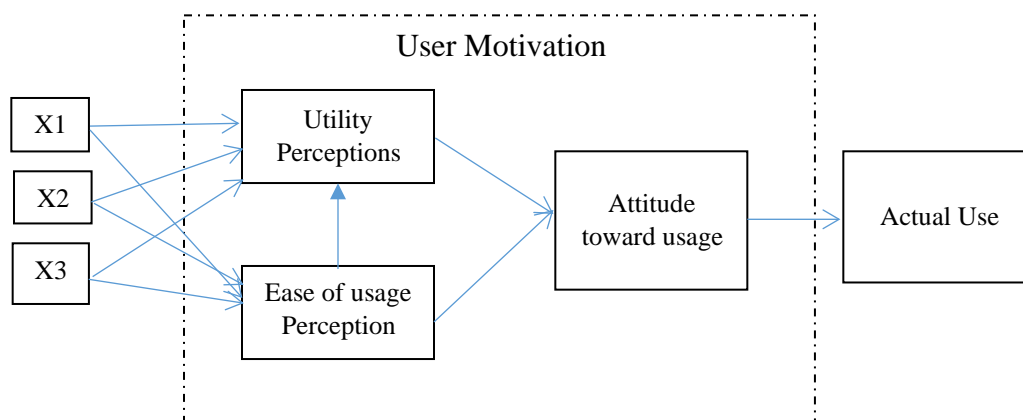 User Motivation
X1
X2
X3
Utility
Perceptions
Ease of usage
Perception
Attitude
toward usage
Actual Use